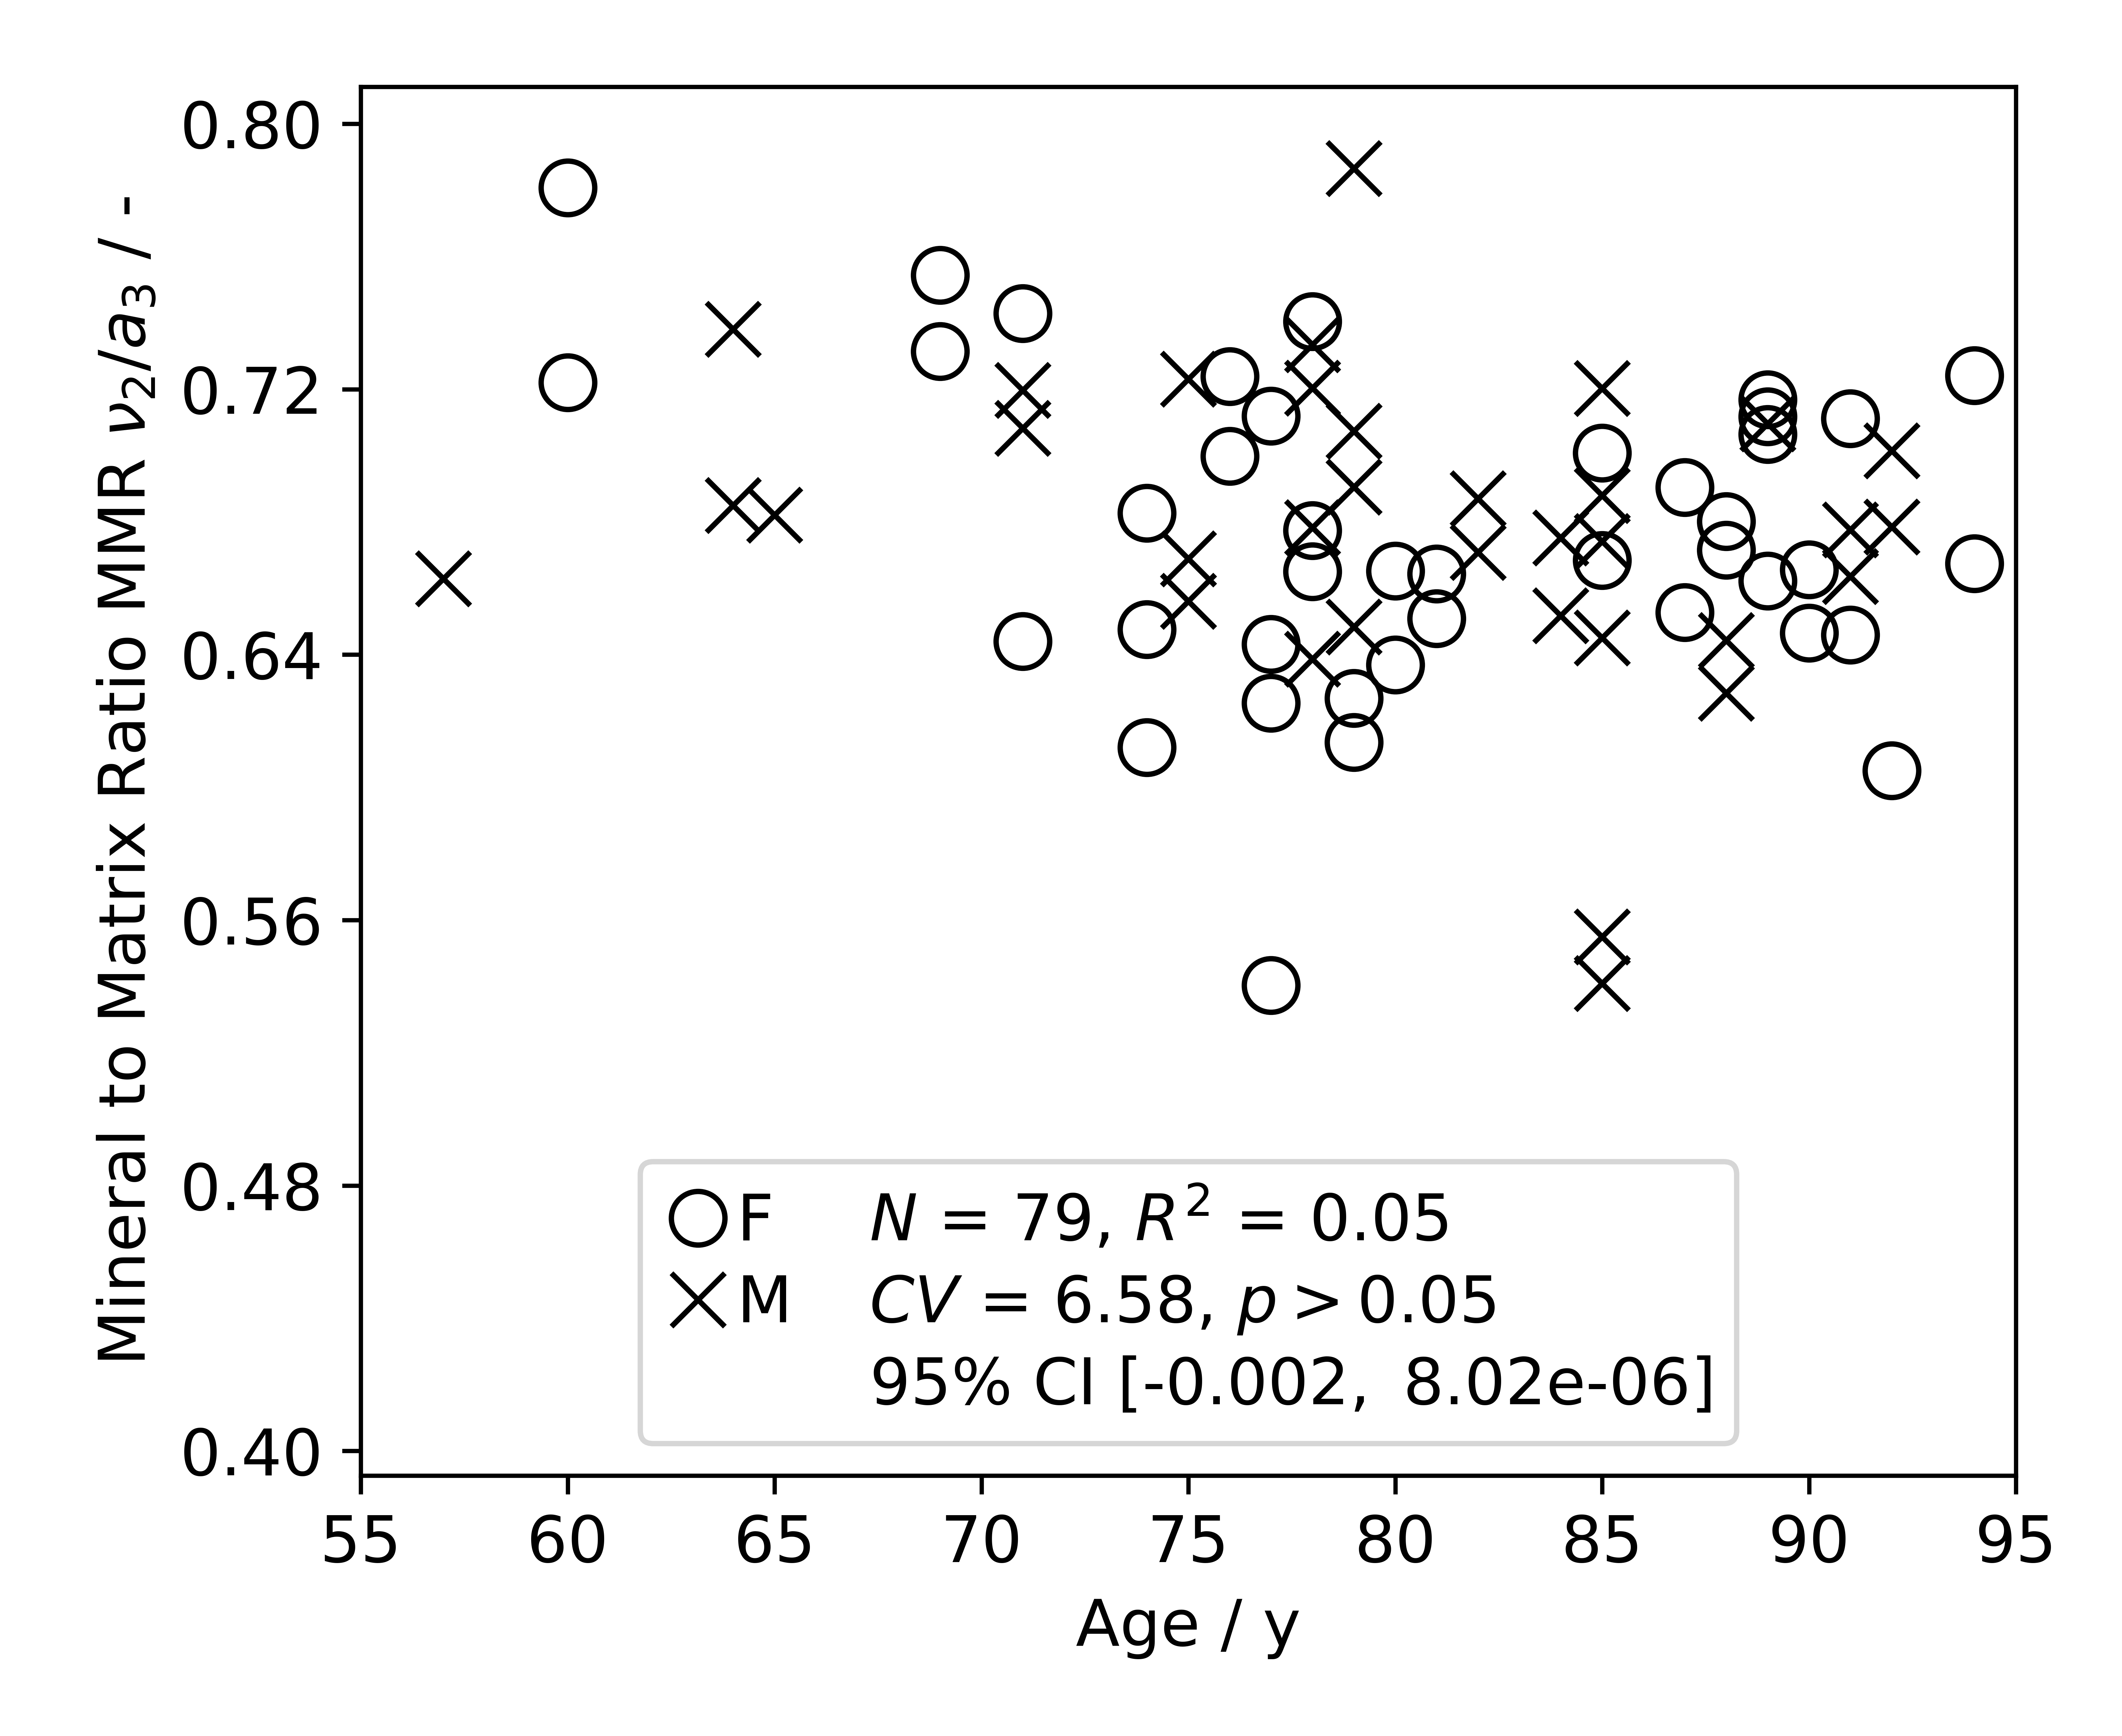 Mineral to Matrix Ratio MMR ν₂/a₃ / -
0.80
0.72
0.64
0.56
0.48
0.40
F N = 79, R² = 0.05
M CV = 6.58, p > 0.05
95% CI [-0.002, 8.02e-06]
55 60 65 70 75 80 85 90 95
Age / y